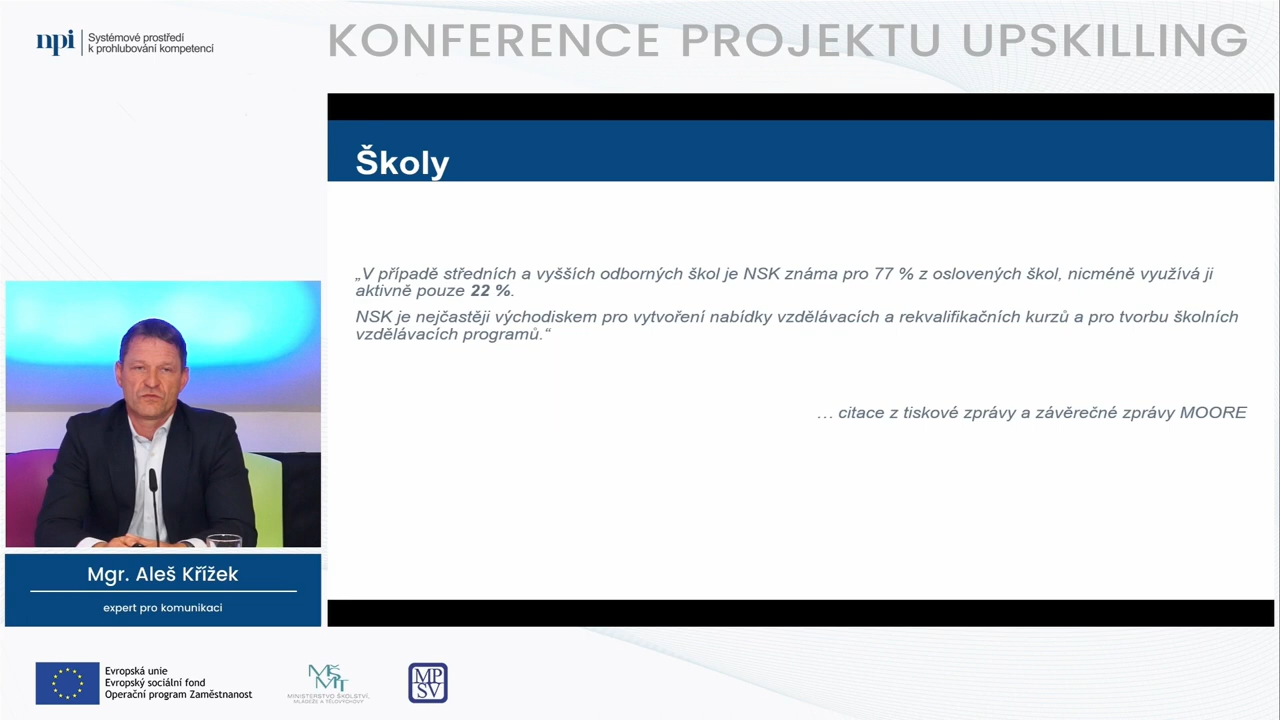 npi
Systémové prostředí
k prohlubování kompetencí
KONFERENCE PROJEKTU UPSKILLING
Školy
„V případě středních a vyšších odborných škol je NSK známa pro 77 % z oslovených škol, nicméně využívá ji
aktivně pouze 22 %.
NSK je nejčastěji východiskem pro vytvoření nabídky vzdělávacích a rekvalifikačních kurzů a pro tvorbu školních
vzdělávacích programů.“
… citace z tiskové zprávy a závěrečné zprávy MOORE
Mgr. Aleš Křížek
expert pro komunikaci
Evropská unie
Evropský sociální fond
Operační program Zaměstnanost
MŠMT
MINISTERSTVO ŠKOLSTVÍ,
MLÁDEŽE A TĚLOVÝCHOVY
MP
SV